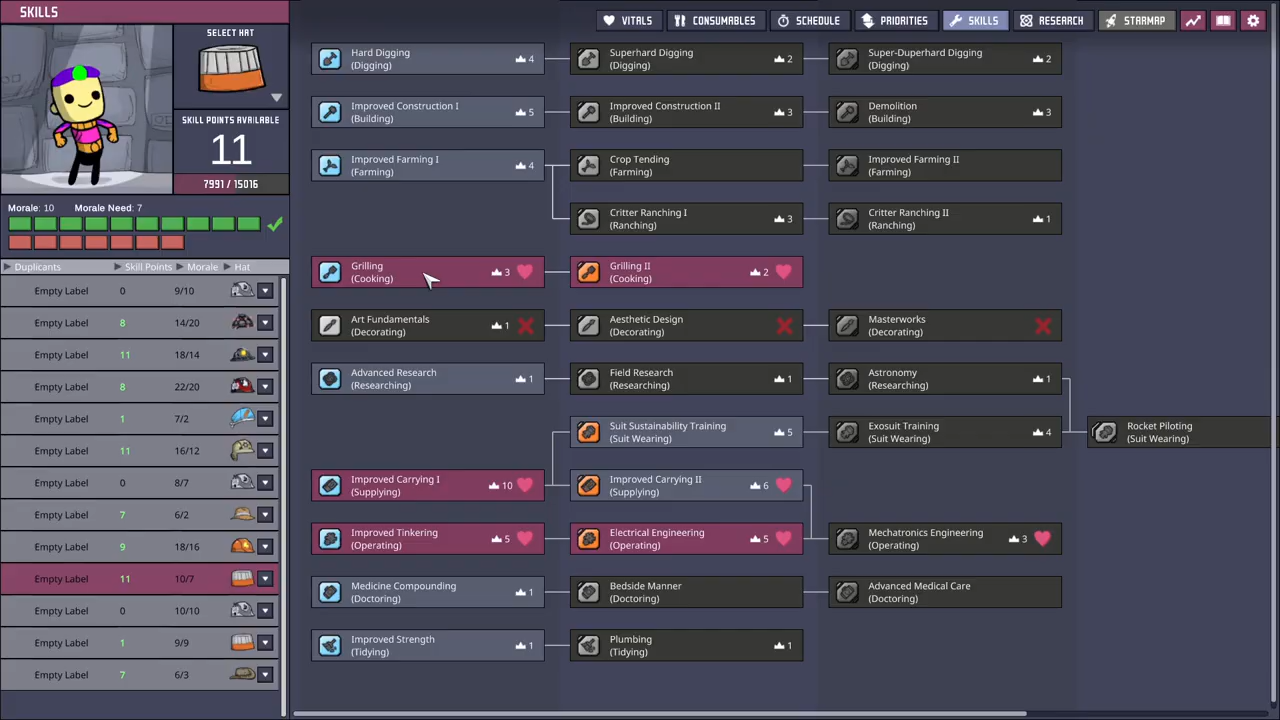 SKILLS
VITALS
CONSUMABLES
SCHEDULE
PRIORITIES
SKILLS
RESEARCH
STARMAP
SELECT HAT
SKILL POINTS AVAILABLE
11
7991 / 15016
Morale: 10 Morale Need: 7
Duplicants Skill Points Morale Hat
Empty Label 0 9/10
Empty Label 8 14/20
Empty Label 11 18/14
Empty Label 8 22/20
Empty Label 1 7/2
Empty Label 11 16/12
Empty Label 0 8/7
Empty Label 7 6/2
Empty Label 9 18/16
Empty Label 11 10/7
Empty Label 0 10/10
Empty Label 1 9/9
Empty Label 7 6/3
Hard Digging
(Digging)
4
Superhard Digging
(Digging)
2
Super-Duperhard Digging
(Digging)
2
Improved Construction I
(Building)
5
Improved Construction II
(Building)
3
Demolition
(Building)
3
Improved Farming I
(Farming)
4
Crop Tending
(Farming)
Improved Farming II
(Farming)
Critter Ranching I
(Ranching)
3
Critter Ranching II
(Ranching)
1
Grilling
(Cooking)
3
Grilling II
(Cooking)
2
Art Fundamentals
(Decorating)
1
Aesthetic Design
(Decorating)
Masterworks
(Decorating)
Advanced Research
(Researching)
1
Field Research
(Researching)
1
Astronomy
(Researching)
1
Suit Sustainability Training
(Suit Wearing)
5
Exosuit Training
(Suit Wearing)
4
Rocket Piloting
(Suit Wearing)
Improved Carrying I
(Supplying)
10
Improved Carrying II
(Supplying)
6
Improved Tinkering
(Operating)
5
Electrical Engineering
(Operating)
5
Mechatronics Engineering
(Operating)
3
Medicine Compounding
(Doctoring)
1
Bedside Manner
(Doctoring)
Advanced Medical Care
(Doctoring)
Improved Strength
(Tidying)
1
Plumbing
(Tidying)
1